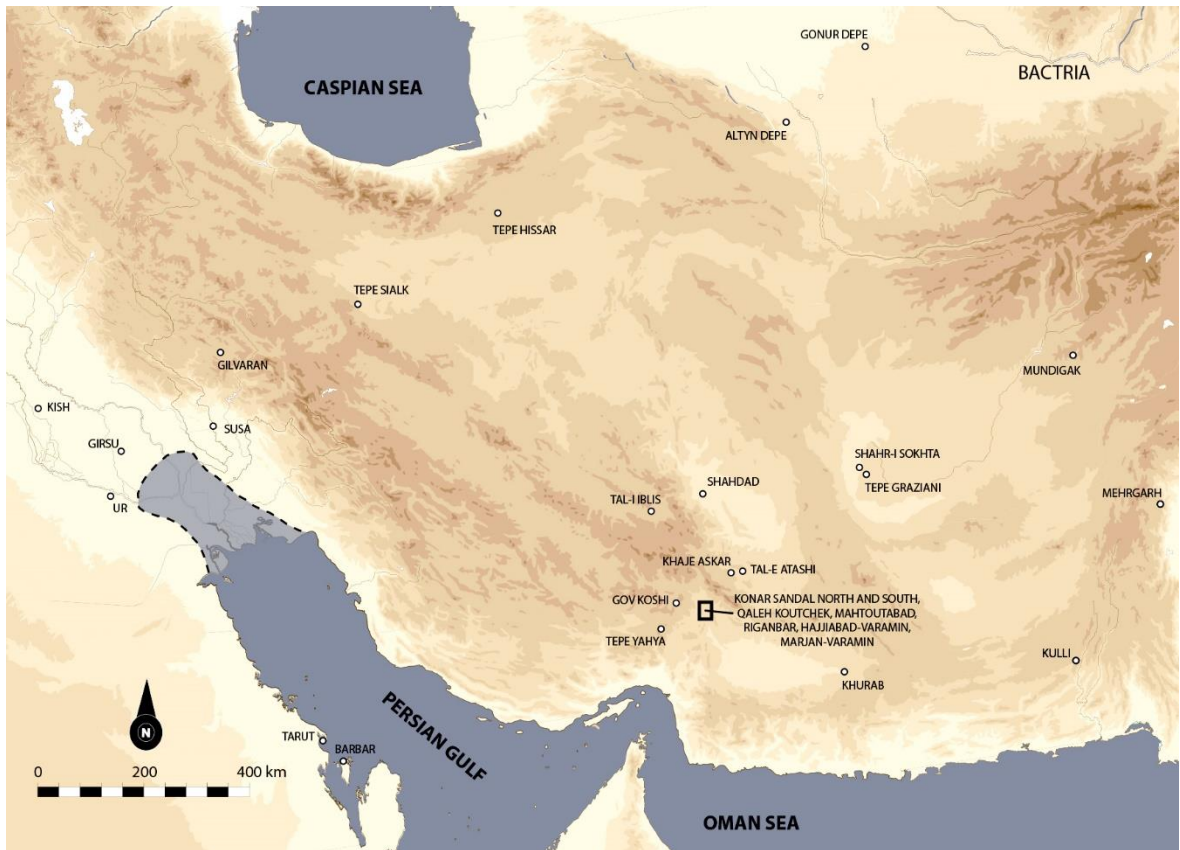 GONUR DEPE
BACTRIA
CASPIAN SEA
ALTYN DEPE
TEPE HISSAR
TEPE SIALK
GILVARAN
MUNDIGAK
KISH
SUSA
GIRSU
SHAHR-I SOKHTA
TEPE GRAZIANI
SHAHDAD
MEHRGARH
UR
TAL-I IBLIS
KHAJE ASKAR
TAL-E ATASHI
GOV KOSHI
KONAR SANDAL NORTH AND SOUTH,
QALEH KOUTCHEK, MAHTOUTABAD,
RIGANBAR, HAJJIABAD-VARAMIN,
MARJAN-VARAMIN
TEPE YAHYA
KULLI
KHURAB
PERSIAN GULF
N
TARUT
BARBAR
0 200 400 km
OMAN SEA